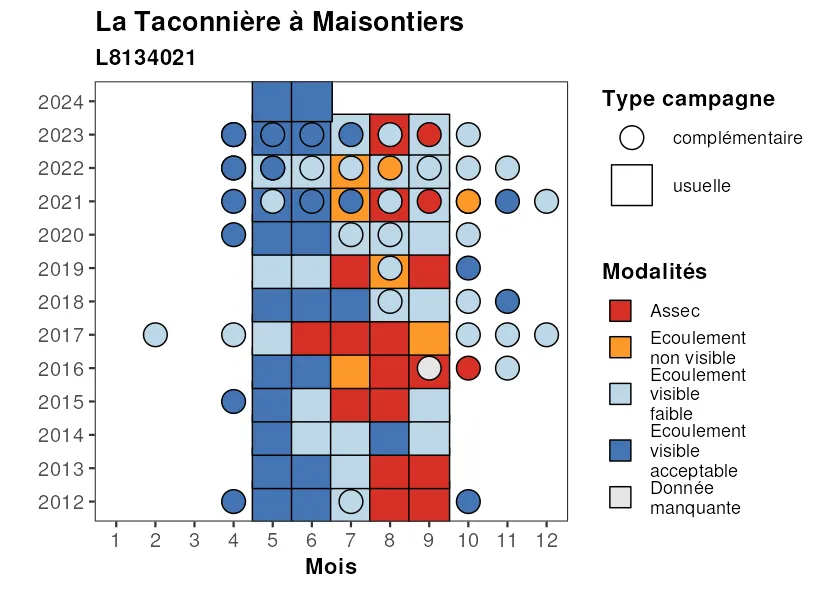 La Taconnière à Maisontiers
L8134021
2024
2023
2022
2021
2020
2019
2018
2017
2016
2015
2014
2013
2012
1 2 3 4 5 6 7 8 9 10 11 12
Mois
Type campagne
complémentaire
usuelle
Modalités
Assec
Ecoulement
non visible
Ecoulement
visible
faible
Ecoulement
visible
acceptable
Donnée
manquante